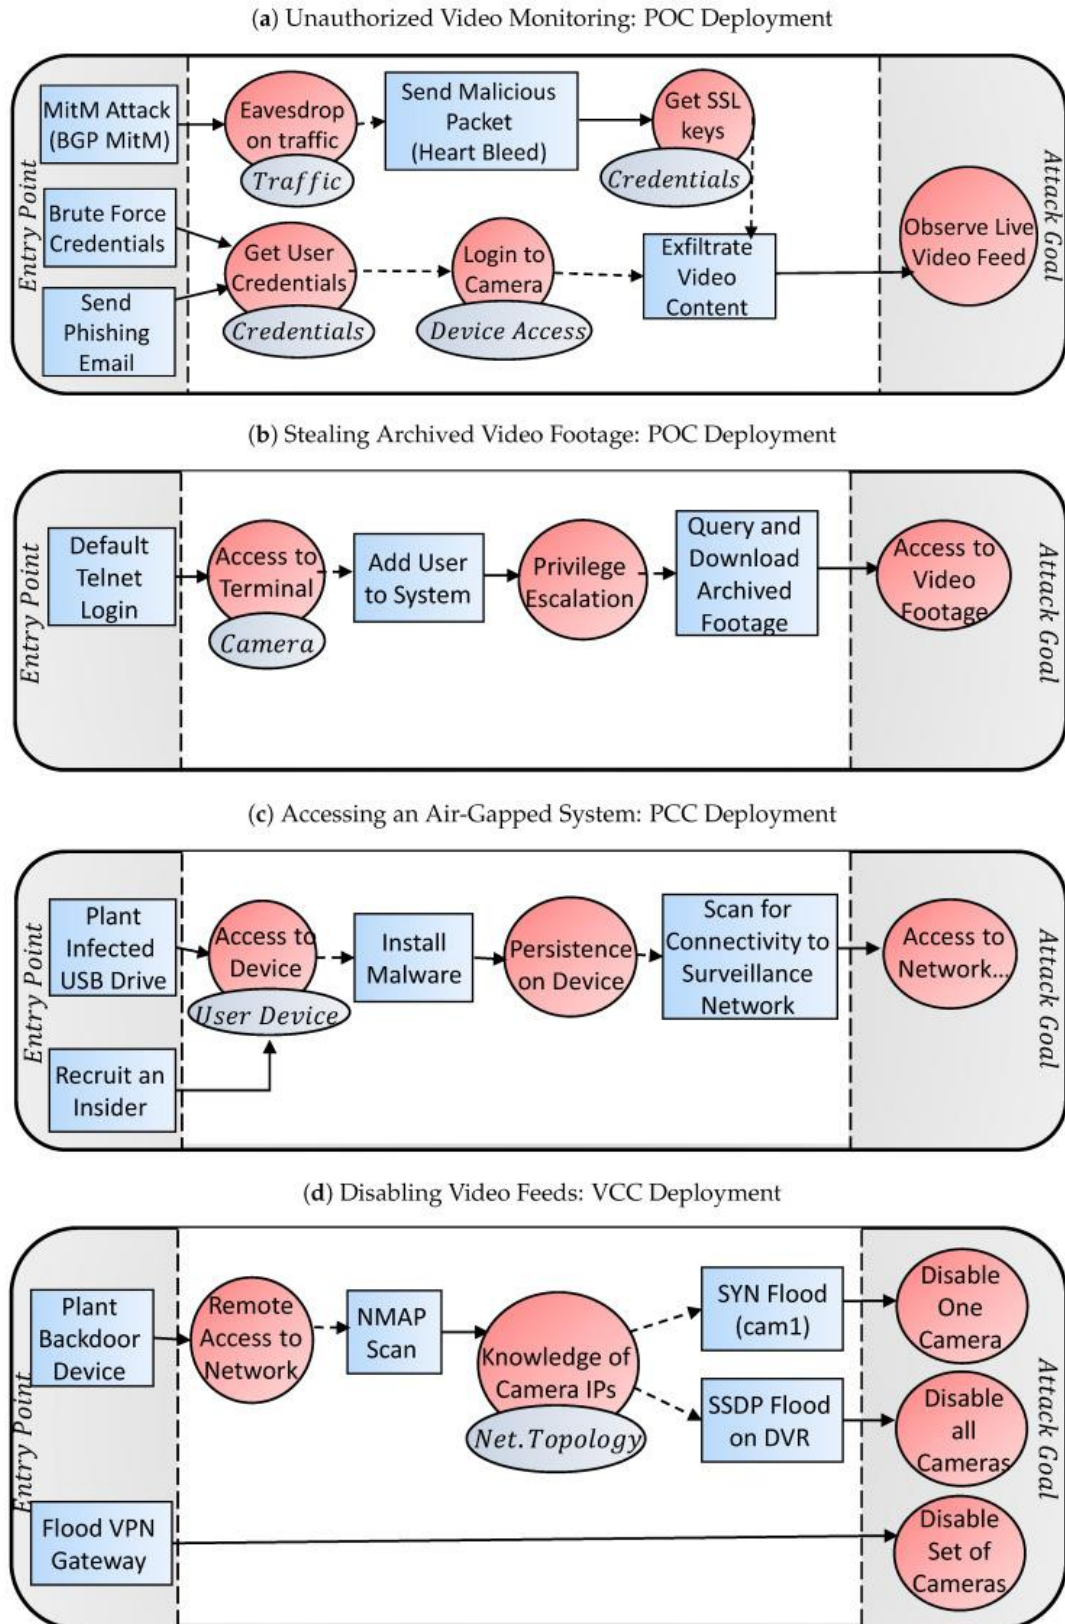 (a) Unauthorized Video Monitoring: POC Deployment
Entry Point
MitM Attack
(BGP MitM)
Eavesdrop
on traffic
Traffic
Send Malicious
Packet
(Heart Bleed)
Get SSL
keys
Credentials
Brute Force
Credentials
Send
Phishing
Email
Get User
Credentials
Credentials
Login to
Camera
Device Access
Exfiltrate
Video
Content
Observe Live
Video Feed
Attack Goal
(b) Stealing Archived Video Footage: POC Deployment
Entry Point
Default
Telnet
Login
Access to
Terminal
Camera
Add User
to System
Privilege
Escalation
Query and
Download
Archived
Footage
Access to
Video
Footage
Attack Goal
(c) Accessing an Air-Gapped System: PCC Deployment
Entry Point
Plant
Infected
USB Drive
Recruit an
Insider
Access to
Device
User Device
Install
Malware
Persistence
on Device
Scan for
Connectivity to
Surveillance
Network
Access to
Network...
Attack Goal
(d) Disabling Video Feeds: VCC Deployment
Entry Point
Plant
Backdoor
Device
Remote
Access to
Network
NMAP
Scan
Knowledge of
Camera IPs
Net.Topology
SYN Flood
(cam1)
SSDP Flood
on DVR
Disable
One
Camera
Disable
all
Cameras
Flood VPN
Gateway
Disable
Set of
Cameras
Attack Goal